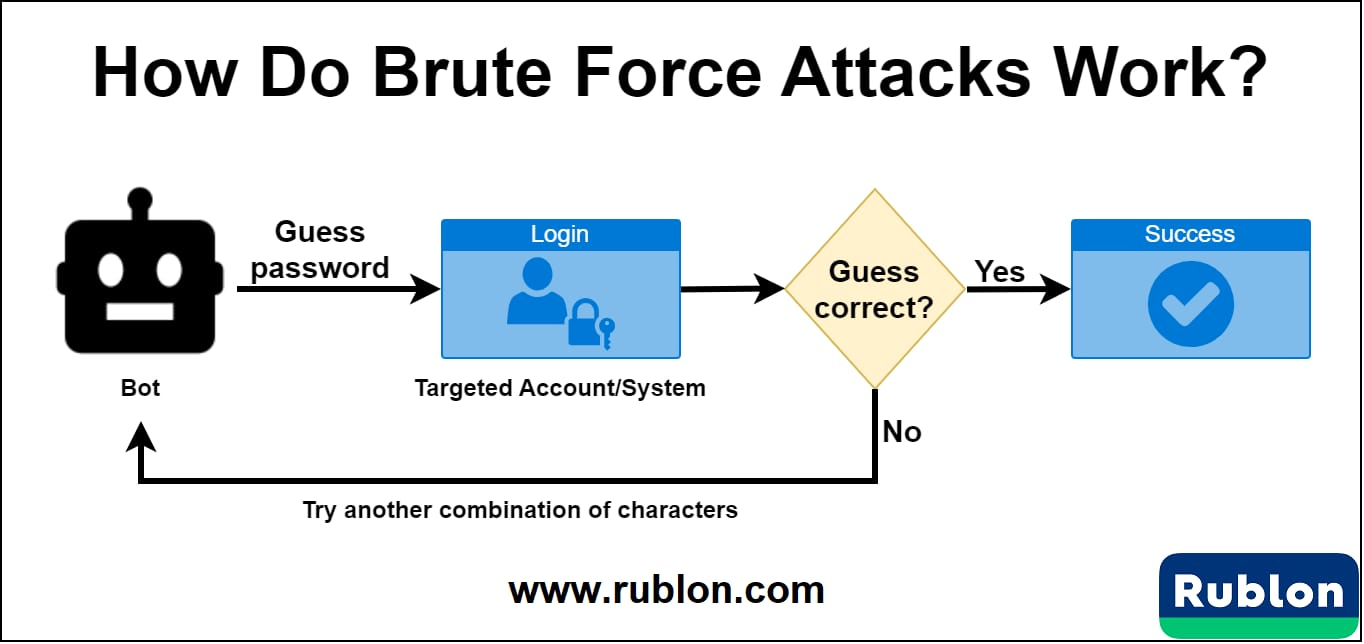 How Do Brute Force Attacks Work?
Guess
password
Login
Guess
correct?
Yes
Success
Bot
Targeted Account/System
No
Try another combination of characters
www.rublon.com
Rublon